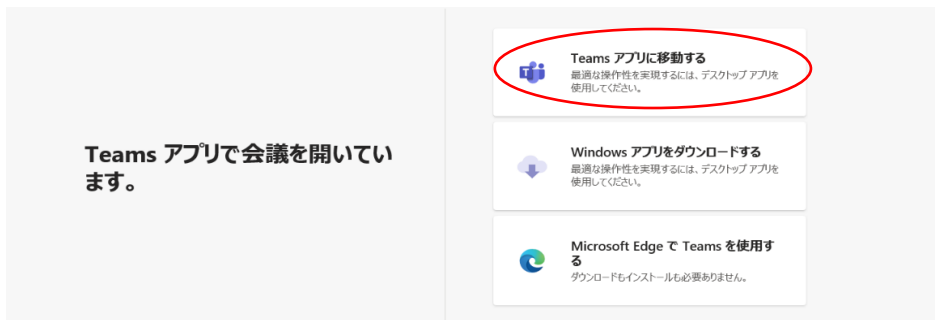 Teams アプリで会議を開いてい
ます。
Teams アプリに移動する
最適な操作性を実現するには、デスクトップ アプリを
使用してください。
Windows アプリをダウンロードする
最適な操作性を実現するには、デスクトップ アプリを
使用してください。
Microsoft Edge で Teams を使用す
る
ダウンロードもインストールも必要ありません。